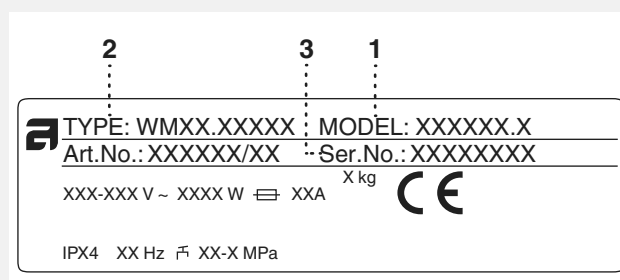 2 3 1
TYPE: WMXX.XXXXX MODEL: XXXXXX.X
Art.No.: XXXXXX/XX Ser.No.: XXXXXXXX
X kg
XXX-XXX V ~ XXXX W XXA
CE
IPX4 XX Hz XX-X MPa